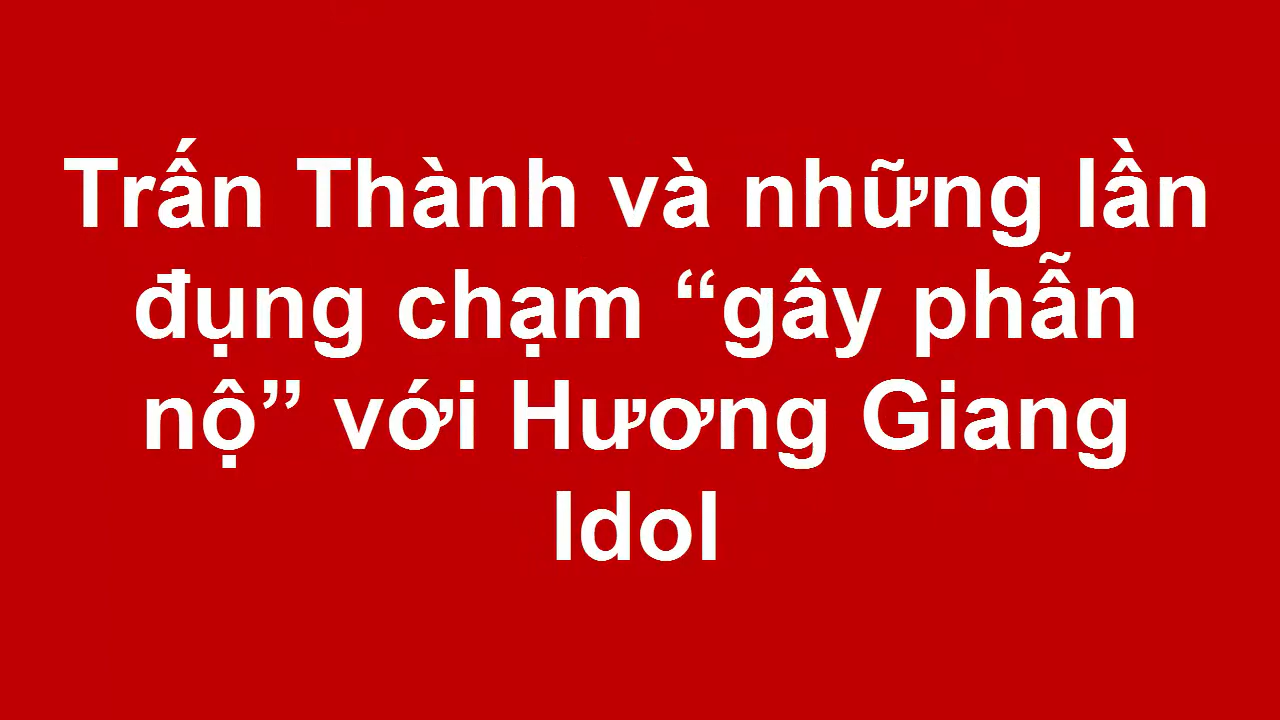 Trấn Thành và những lần
đụng chạm “gây phẫn
nộ” với Hương Giang
Idol